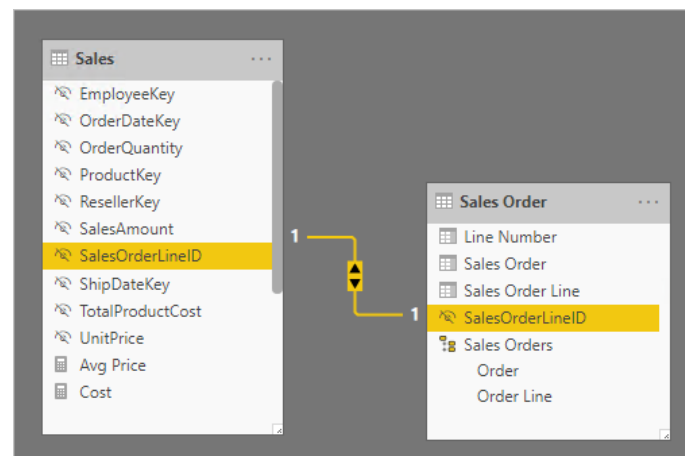 Sales
EmployeeKey
OrderDateKey
OrderQuantity
ProductKey
ResellerKey
SalesAmount
SalesOrderLineID
ShipDateKey
TotalProductCost
UnitPrice
Avg Price
Cost
1
1
Sales Order
Line Number
Sales Order
Sales Order Line
SalesOrderLineID
Sales Orders
Order
Order Line